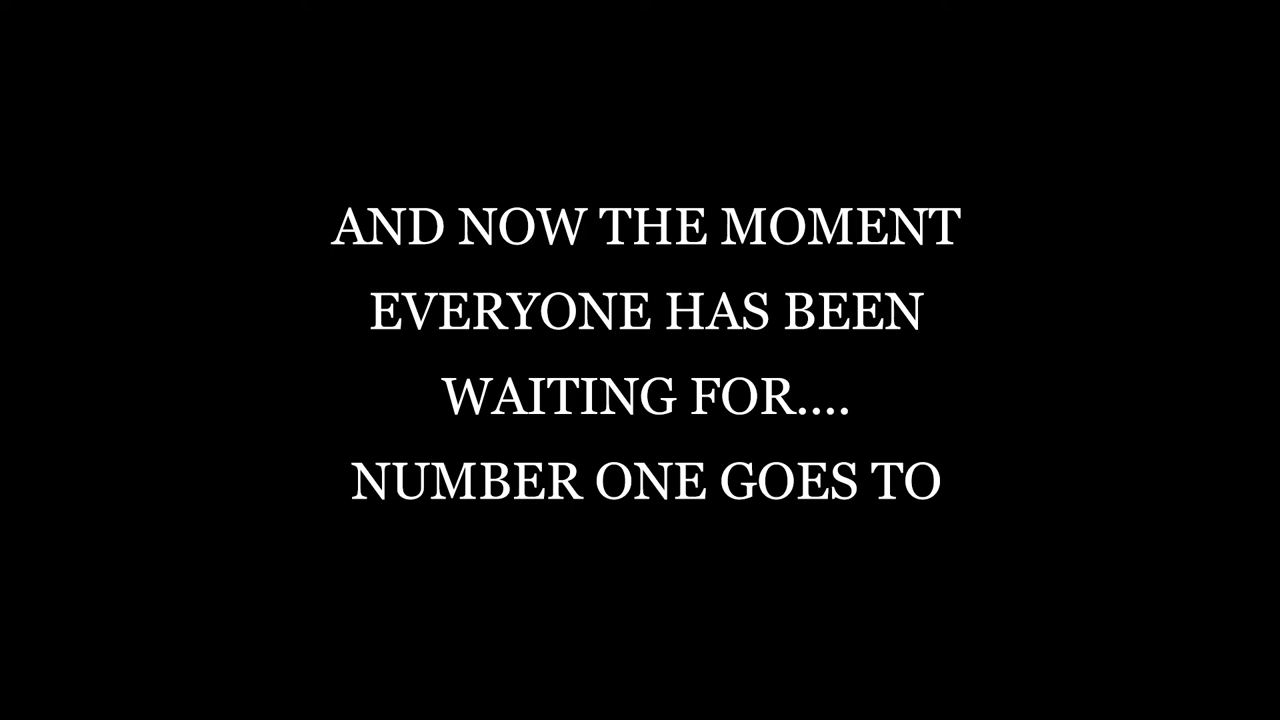 AND NOW THE MOMENT
EVERYONE HAS BEEN
WAITING FOR....
NUMBER ONE GOES TO